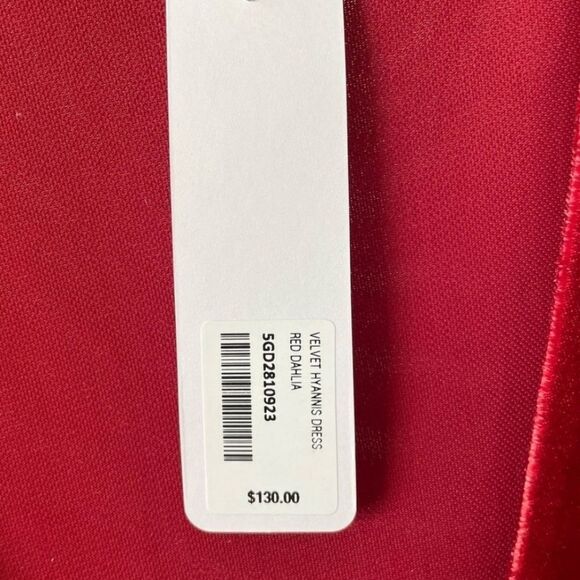 VELVET HYANNIS DRESS
RED DAHLIA
5GD2810923
$130.00